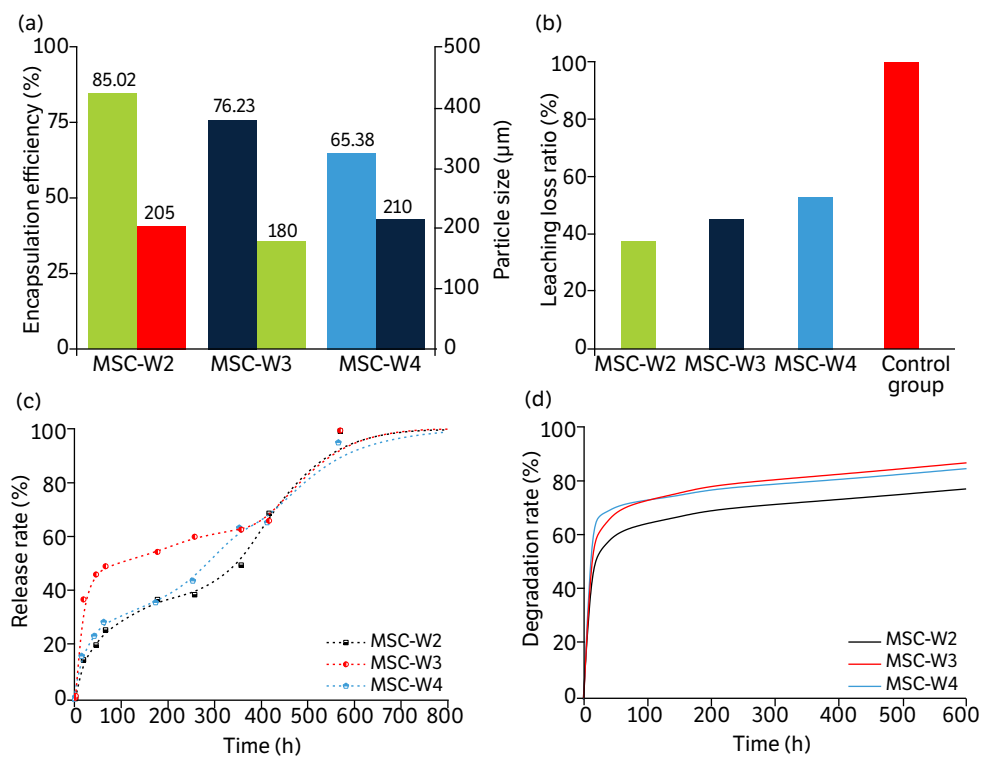 (a)
Encapsulation efficiency (%)
100
75
50
25
0
85.02
205
76.23
180
65.38
210
MSC-W2 MSC-W3 MSC-W4
500
400
300
200
100
0
Particle size (μm)
(b)
Leaching loss ratio (%)
100
80
60
40
20
0
MSC-W2 MSC-W3 MSC-W4 Control
group
(c)
Release rate (%)
100
80
60
40
20
0
0 100 200 300 400 500 600 700 800
Time (h)
MSC-W2
MSC-W3
MSC-W4
(d)
Degradation rate (%)
100
80
60
40
20
0
0 100 200 300 400 500 600
Time (h)
MSC-W2
MSC-W3
MSC-W4